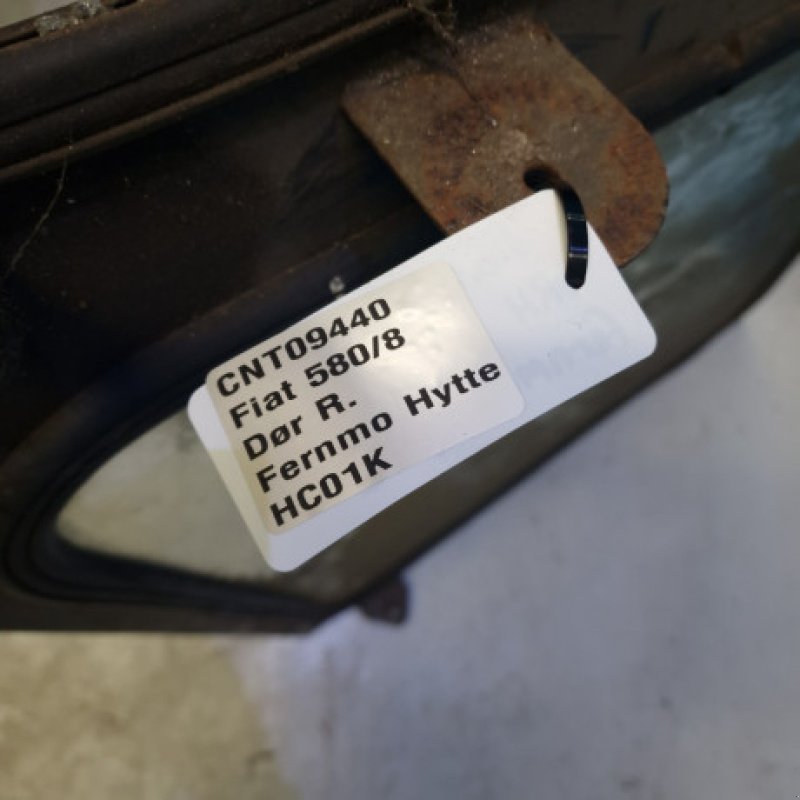 CNT09440
Fiat 580/8
Dør R.
Fernmo Hytte
HC01K